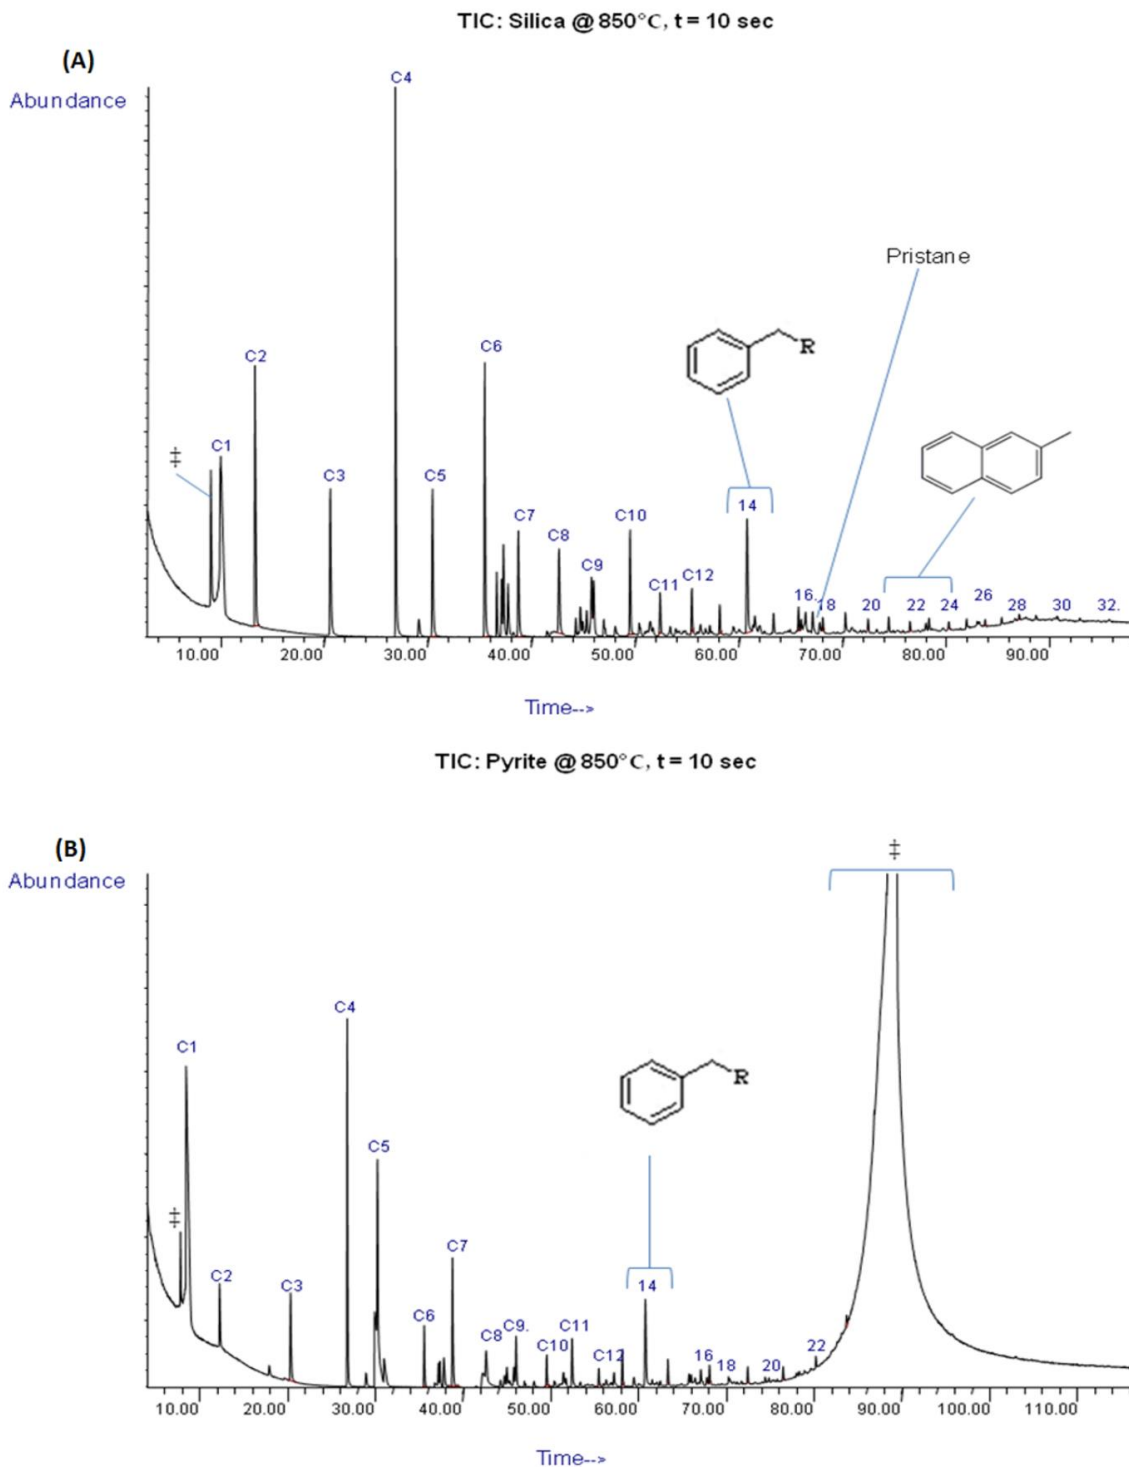 TIC: Silica @ 850°C, t = 10 sec
(A)
Abundance
C4
Pristane
R
C6
C2
‡
C1
C3
C5
C7
C8
C9
C10
C11
C12
14
16.
18
20
22
24
26
28
30
32.
10.00 20.00 30.00 40.00 50.00 60.00 70.00 80.00 90.00
Time-->
TIC: Pyrite @ 850°C, t = 10 sec
(B)
Abundance
‡
C4
C1
R
C5
‡
C2
C3
C7
C6
C8
C9.
C10
C11
C12
14
16
18
20
22
10.00 20.00 30.00 40.00 50.00 60.00 70.00 80.00 90.00 100.00 110.00
Time-->